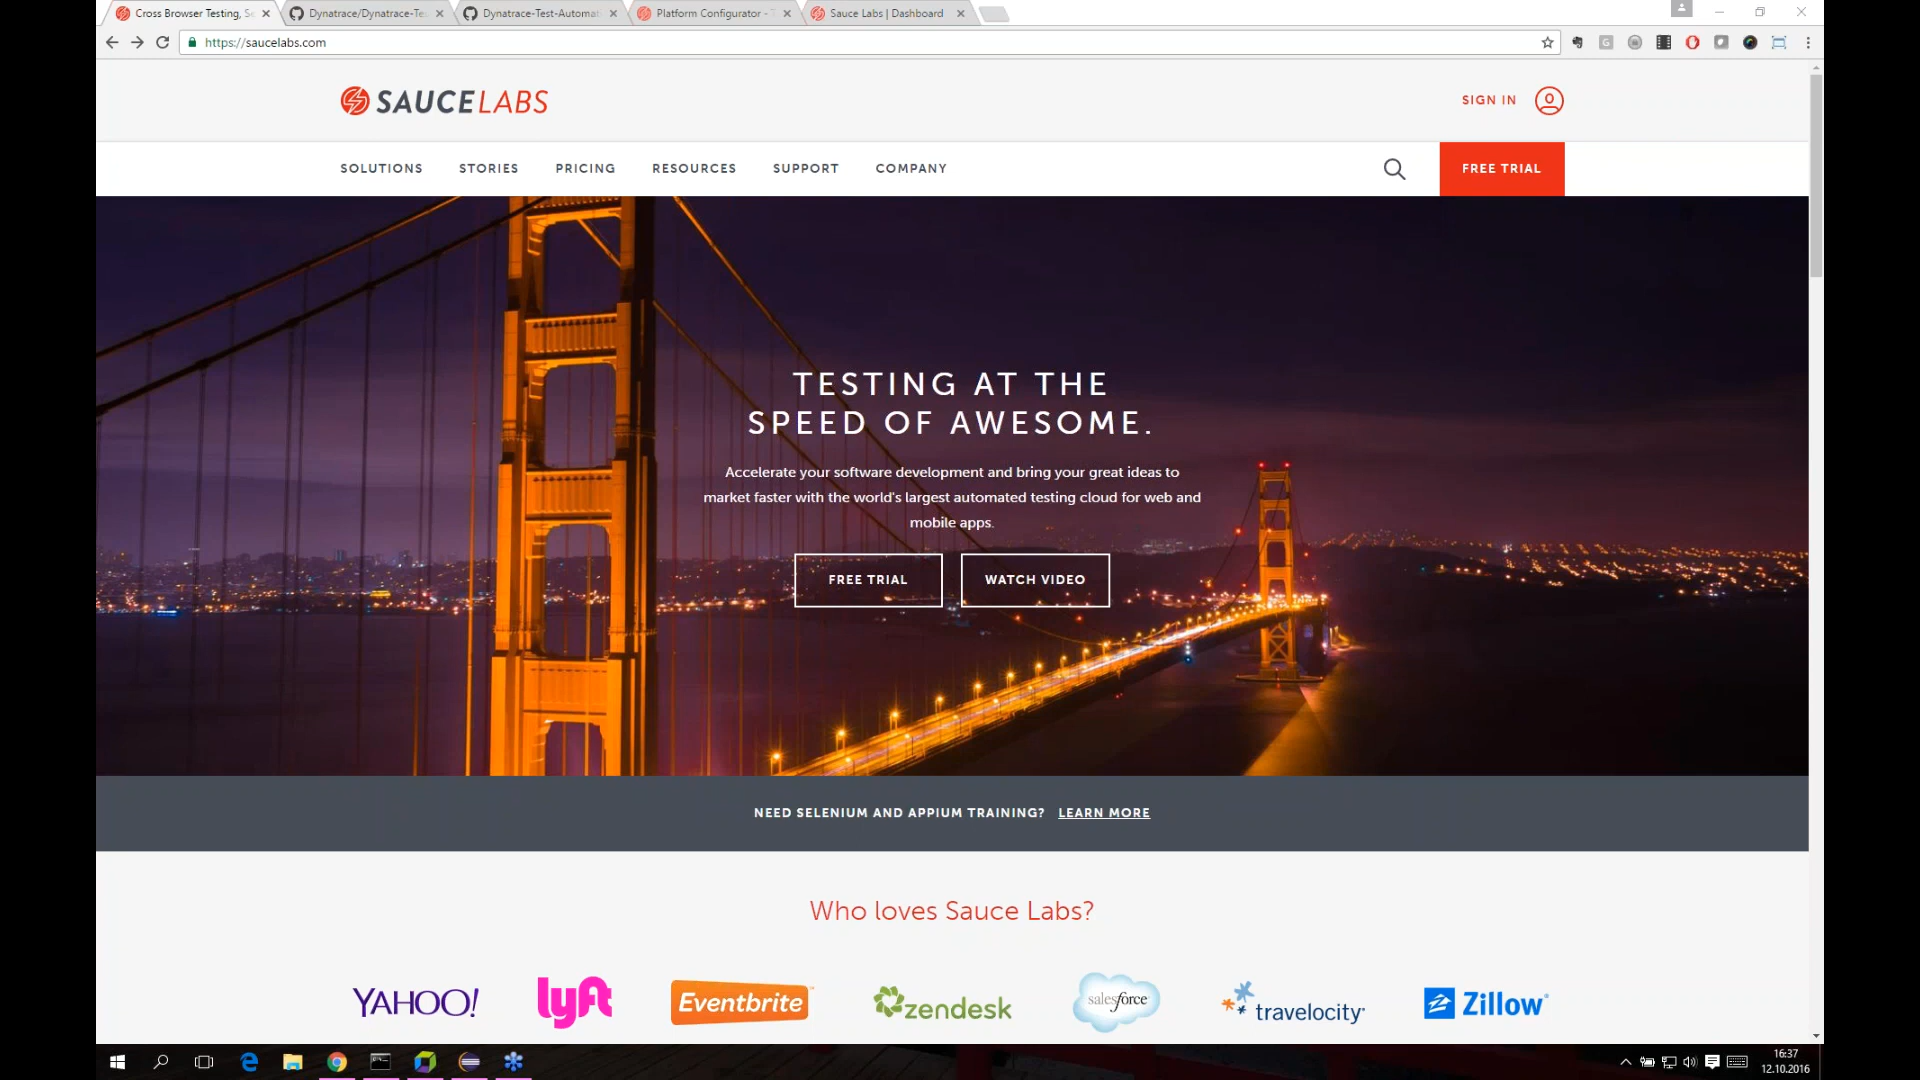 Cross Browser Testing, S
Dynatrace/Dynatrace-Te
Dynatrace-Test-Automat
Platform Configurator -
Sauce Labs | Dashboard
https://saucelabs.com
SAUCELABS
SIGN IN
SOLUTIONS STORIES PRICING RESOURCES SUPPORT COMPANY
FREE TRIAL
TESTING AT THE
SPEED OF AWESOME.
Accelerate your software development and bring your great ideas to
market faster with the world's largest automated testing cloud for web and
mobile apps.
FREE TRIAL WATCH VIDEO
NEED SELENIUM AND APPIUM TRAINING? LEARN MORE
Who loves Sauce Labs?
YAHOO! lyft Eventbrite zendesk salesforce travelocity Zillow
16:37
12.10.2016